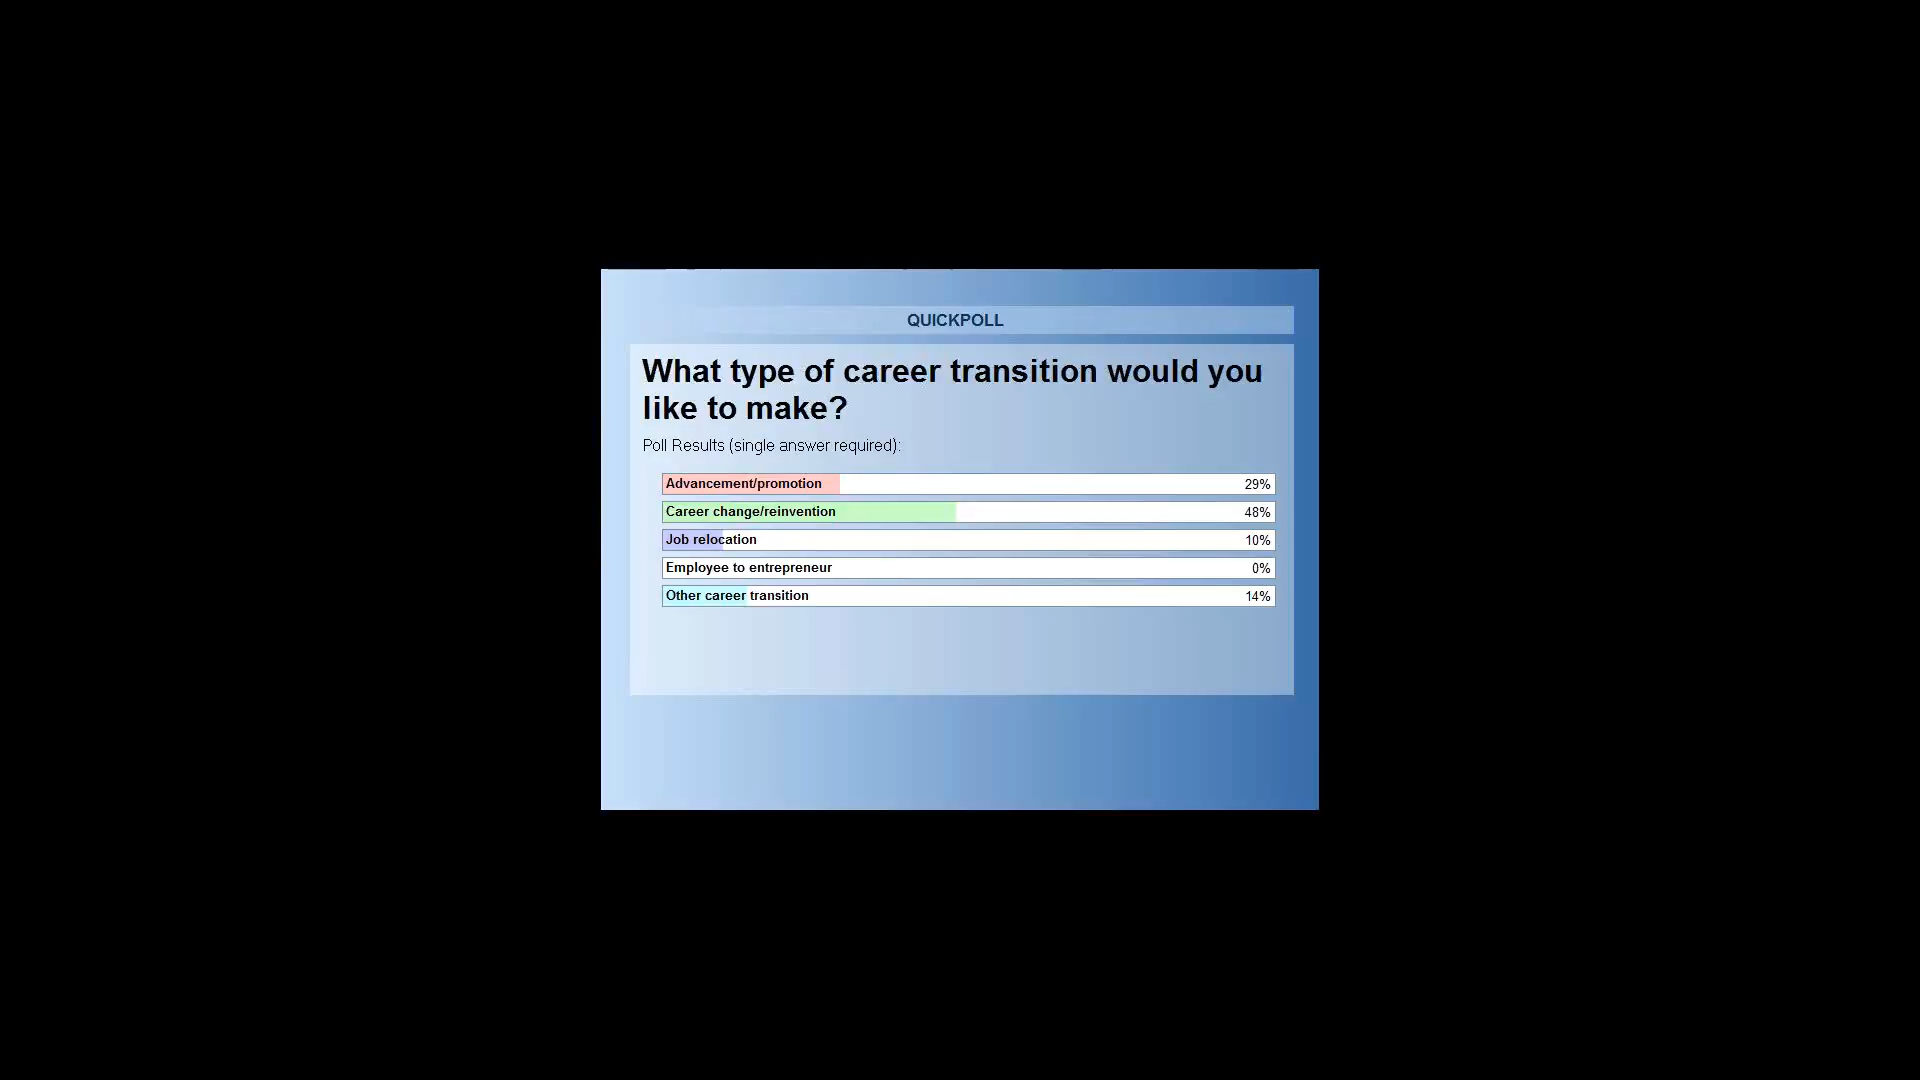 QUICKPOLL
What type of career transition would you
like to make?
Poll Results (single answer required):
Advancement/promotion 29%
Career change/reinvention 48%
Job relocation 10%
Employee to entrepreneur 0%
Other career transition 14%